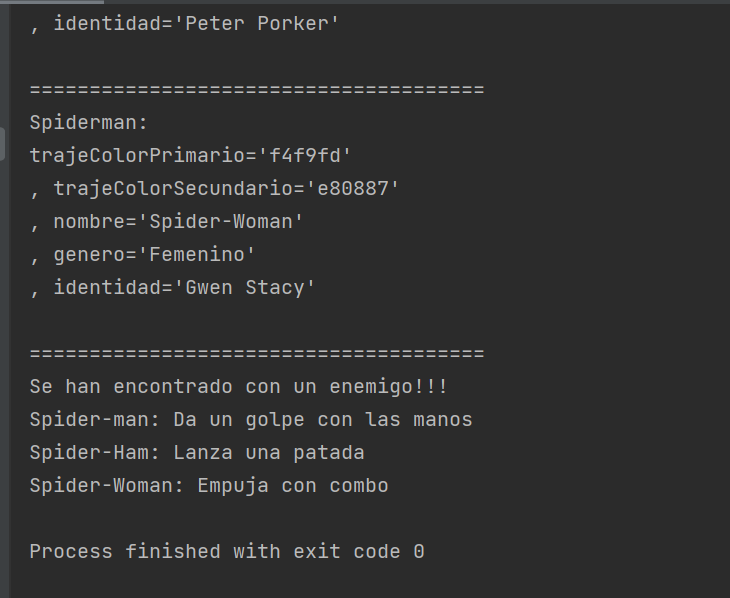 , identidad='Peter Porker'
======================================
Spiderman:
trajeColorPrimario='f4f9fd'
, trajeColorSecundario='e80887'
, nombre='Spider-Woman'
, genero='Femenino'
, identidad='Gwen Stacy'
======================================
Se han encontrado con un enemigo!!!
Spider-man: Da un golpe con las manos
Spider-Ham: Lanza una patada
Spider-Woman: Empuja con combo
Process finished with exit code 0